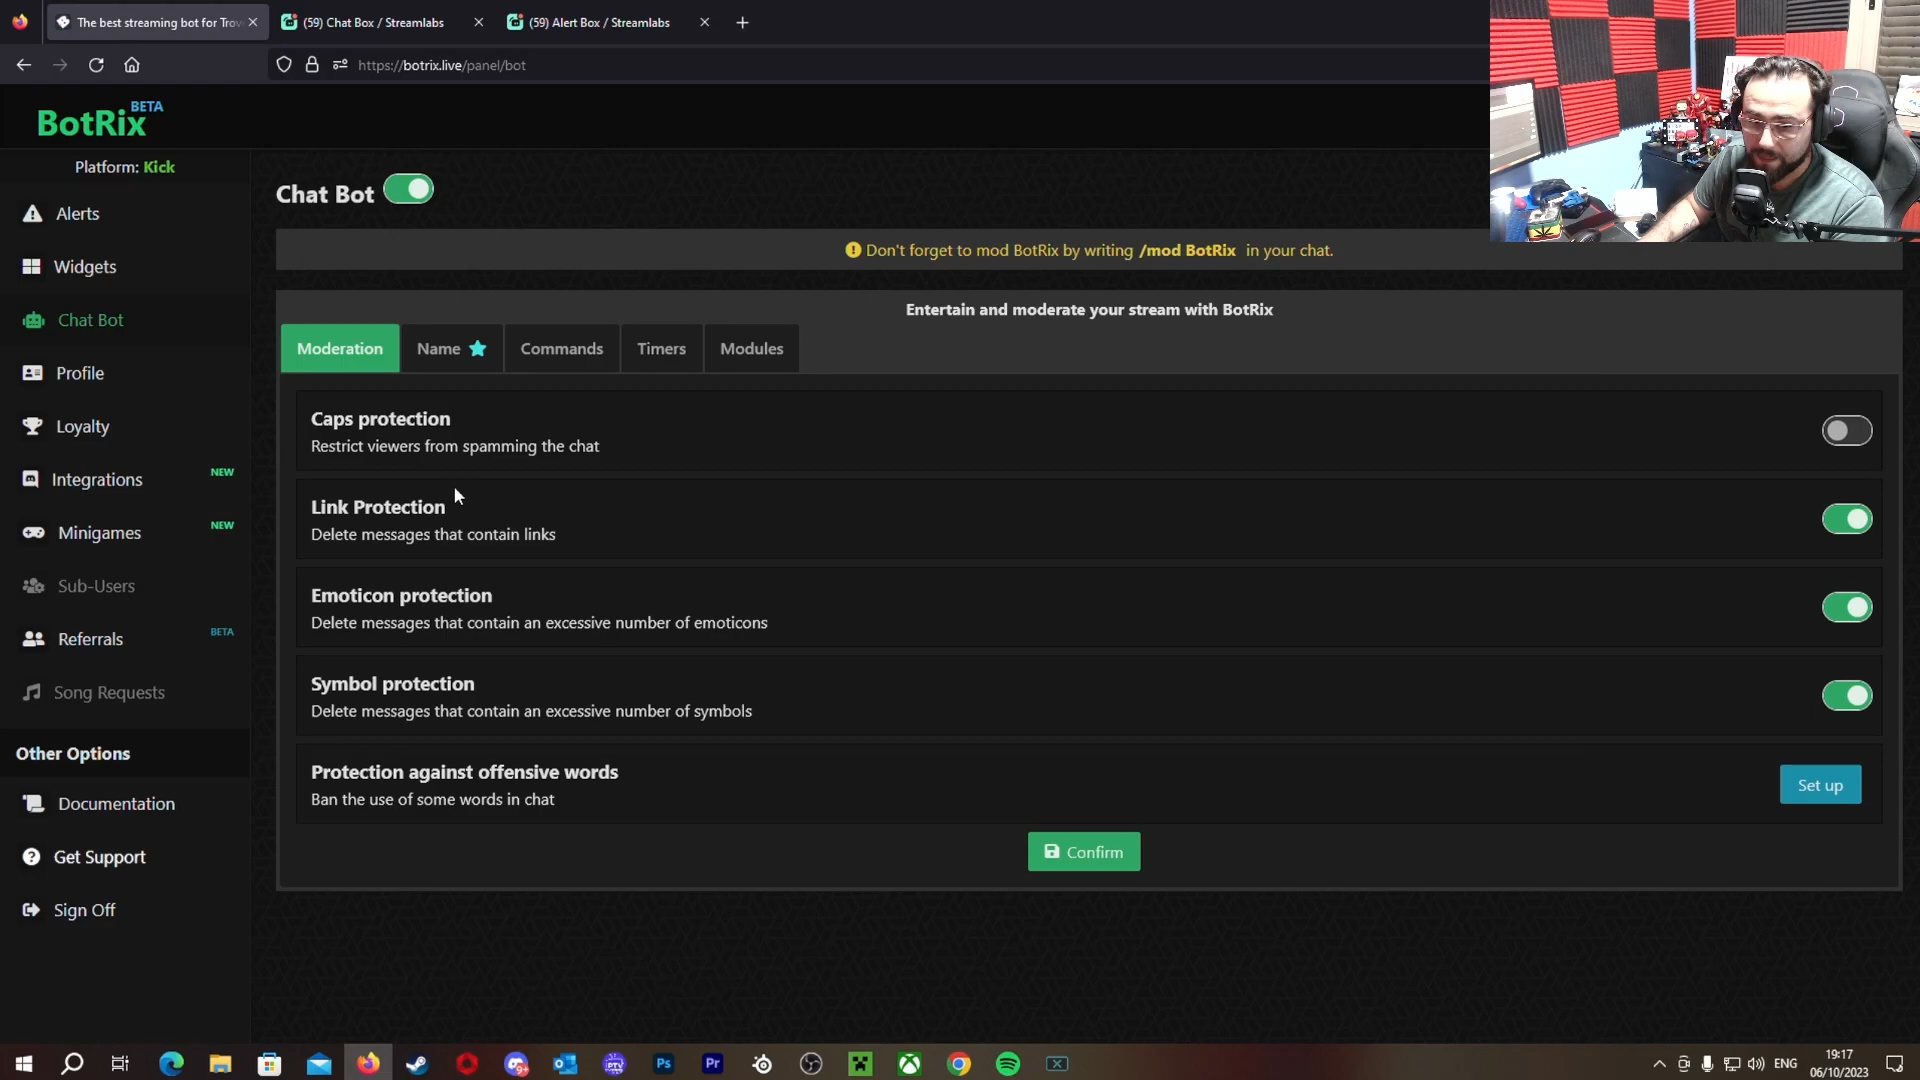 The best streaming bot for Trov
(59) Chat Box / Streamlabs
(59) Alert Box / Streamlabs
https://botrix.live/panel/bot
BotRix BETA
Platform: Kick
Alerts
Widgets
Chat Bot
Profile
Loyalty
Integrations NEW
Minigames NEW
Sub-Users
Referrals BETA
Song Requests
Other Options
Documentation
Get Support
Sign Off
Chat Bot
Don't forget to mod BotRix by writing /mod BotRix in your chat.
Entertain and moderate your stream with BotRix
Moderation
Name
Commands
Timers
Modules
Caps protection
Restrict viewers from spamming the chat
Link Protection
Delete messages that contain links
Emoticon protection
Delete messages that contain an excessive number of emoticons
Symbol protection
Delete messages that contain an excessive number of symbols
Protection against offensive words
Ban the use of some words in chat
Set up
Confirm
9+
IPTV
Ps
Pr
ENG
19:17
06/10/2023